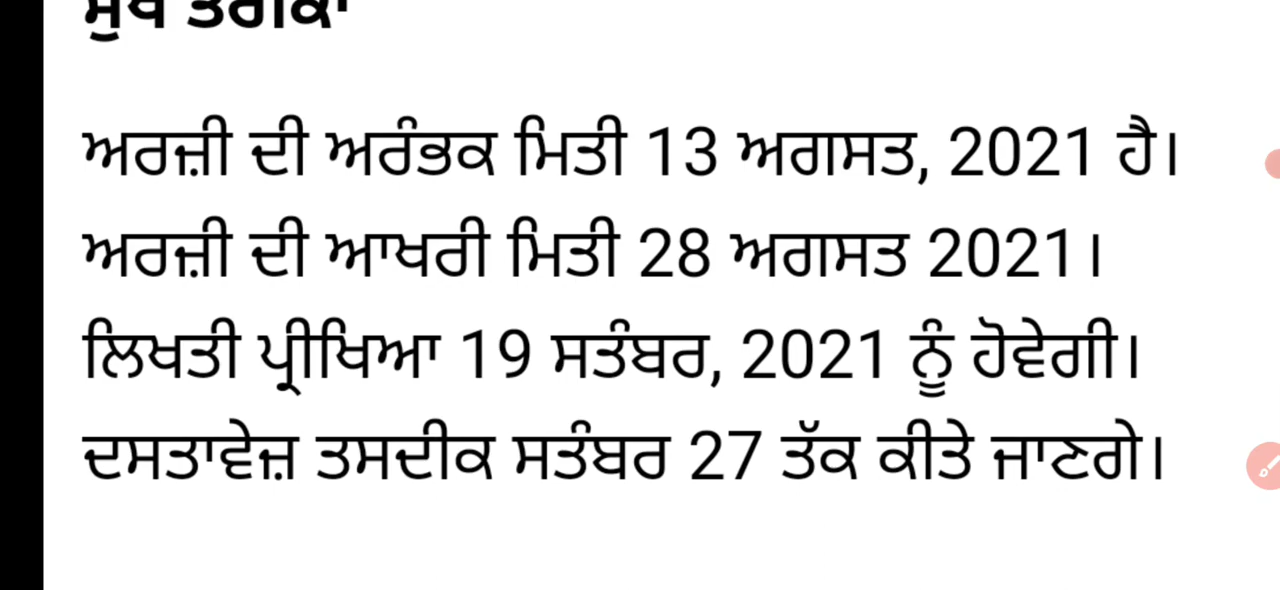 ਅਰਜ਼ੀ ਦੀ ਅਰੰਭਕ ਮਿਤੀ 13 ਅਗਸਤ, 2021 ਹੈ।
ਅਰਜ਼ੀ ਦੀ ਆਖਰੀ ਮਿਤੀ 28 ਅਗਸਤ 2021।
ਲਿਖਤੀ ਪ੍ਰੀਖਿਆ 19 ਸਤੰਬਰ, 2021 ਨੂੰ ਹੋਵੇਗੀ।
ਦਸਤਾਵੇਜ਼ ਤਸਦੀਕ ਸਤੰਬਰ 27 ਤੱਕ ਕੀਤੇ ਜਾਣਗੇ।